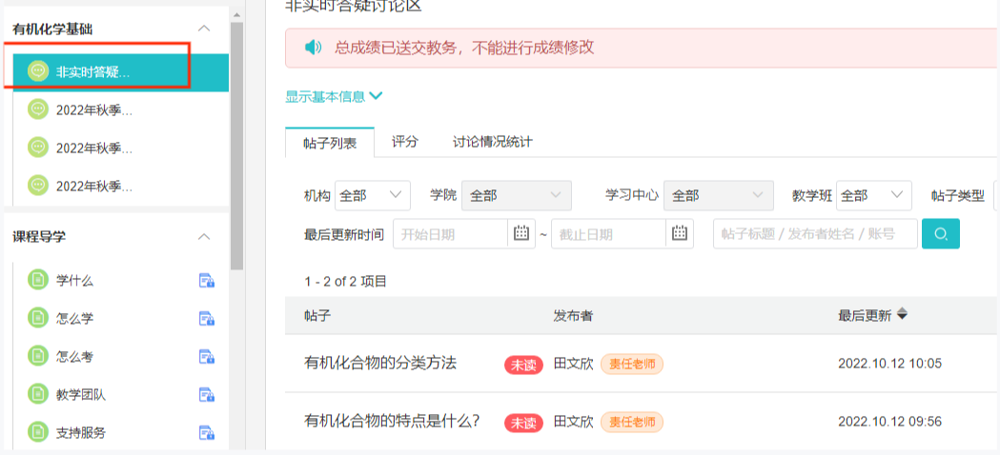 有机化学基础
非实时答疑...
2022年秋季...
2022年秋季...
2022年秋季...
课程导学
学什么
怎么学
怎么考
教学团队
支持服务
非实时答疑讨论区
总成绩已送交教务，不能进行成绩修改
显示基本信息
帖子列表 评分 讨论情况统计
机构 全部 学院 全部 学习中心 全部 教学班 全部 帖子类型
最后更新时间 开始日期 ~ 截止日期 帖子标题 / 发布者姓名 / 账号
1 - 2 of 2 项目
帖子 发布者 最后更新
有机化合物的分类方法 未读 田文欣 责任老师 2022.10.12 10:05
有机化合物的特点是什么? 未读 田文欣 责任老师 2022.10.12 09:56